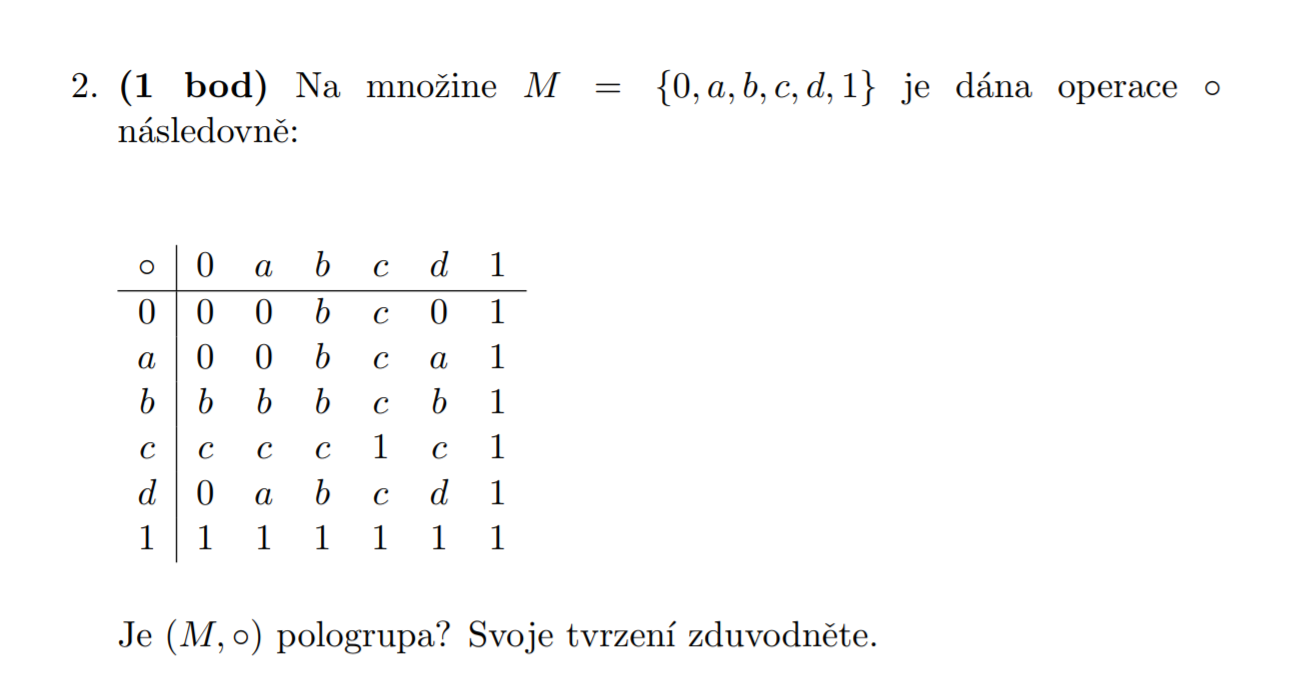 2. (1 bod) Na množine M = {0, a, b, c, d, 1} je dána operace ∘
následovně:
∘ 0 a b c d 1
0 0 0 b c 0 1
a 0 0 b c a 1
b b b b c b 1
c c c c 1 c 1
d 0 a b c d 1
1 1 1 1 1 1 1
Je (M, ∘) pologrupa? Svoje tvrzení zduvodněte.